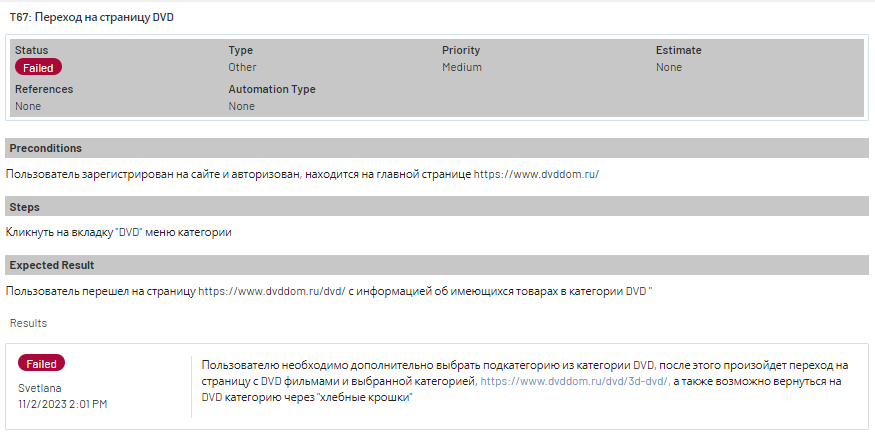 T67: Переход на страницу DVD
Status Type Priority Estimate
Failed Other Medium None
References Automation Type
None None
Preconditions
Пользователь зарегистрирован на сайте и авторизован, находится на главной странице https://www.dvddom.ru/
Steps
Кликнуть на вкладку "DVD" меню категории
Expected Result
Пользователь перешел на страницу https://www.dvddom.ru/dvd/ с информацией об имеющихся товарах в категории DVD "
Results
Failed
Svetlana
11/2/2023 2:01 PM
Пользователю необходимо дополнительно выбрать подкатегорию из категории DVD, после этого произойдет переход на
страницу с DVD фильмами и выбранной категорией, https://www.dvddom.ru/dvd/3d-dvd/, а также возможно вернуться на
DVD категорию через "хлебные крошки"